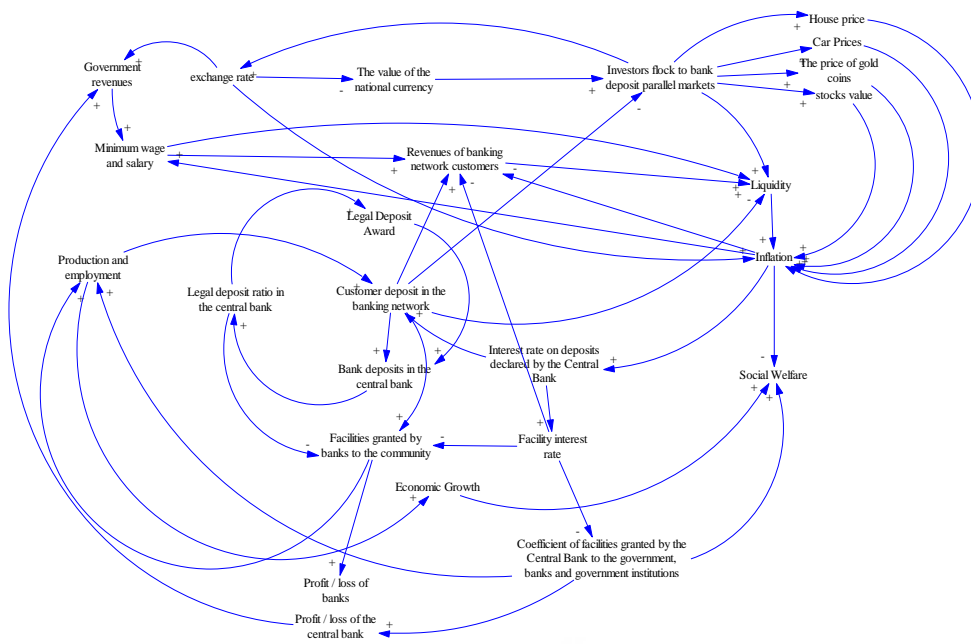 House price
Car Prices
The price of gold
coins
stocks value
Government
revenues
exchange rate
The value of the
national currency
Investors flock to bank
deposit parallel markets
Minimum wage
and salary
Revenues of banking
network customers
Liquidity
Legal Deposit
Award
Inflation
Production and
employment
Legal deposit ratio in
the central bank
Customer deposit in the
banking network
Bank deposits in the
central bank
Interest rate on deposits
declared by the Central
Bank
Social Welfare
Facilities granted by
banks to the community
Facility interest
rate
Economic Growth
Coefficient of facilities granted by the
Central Bank to the government,
banks and government institutions
Profit / loss of
banks
Profit / loss of the
central bank